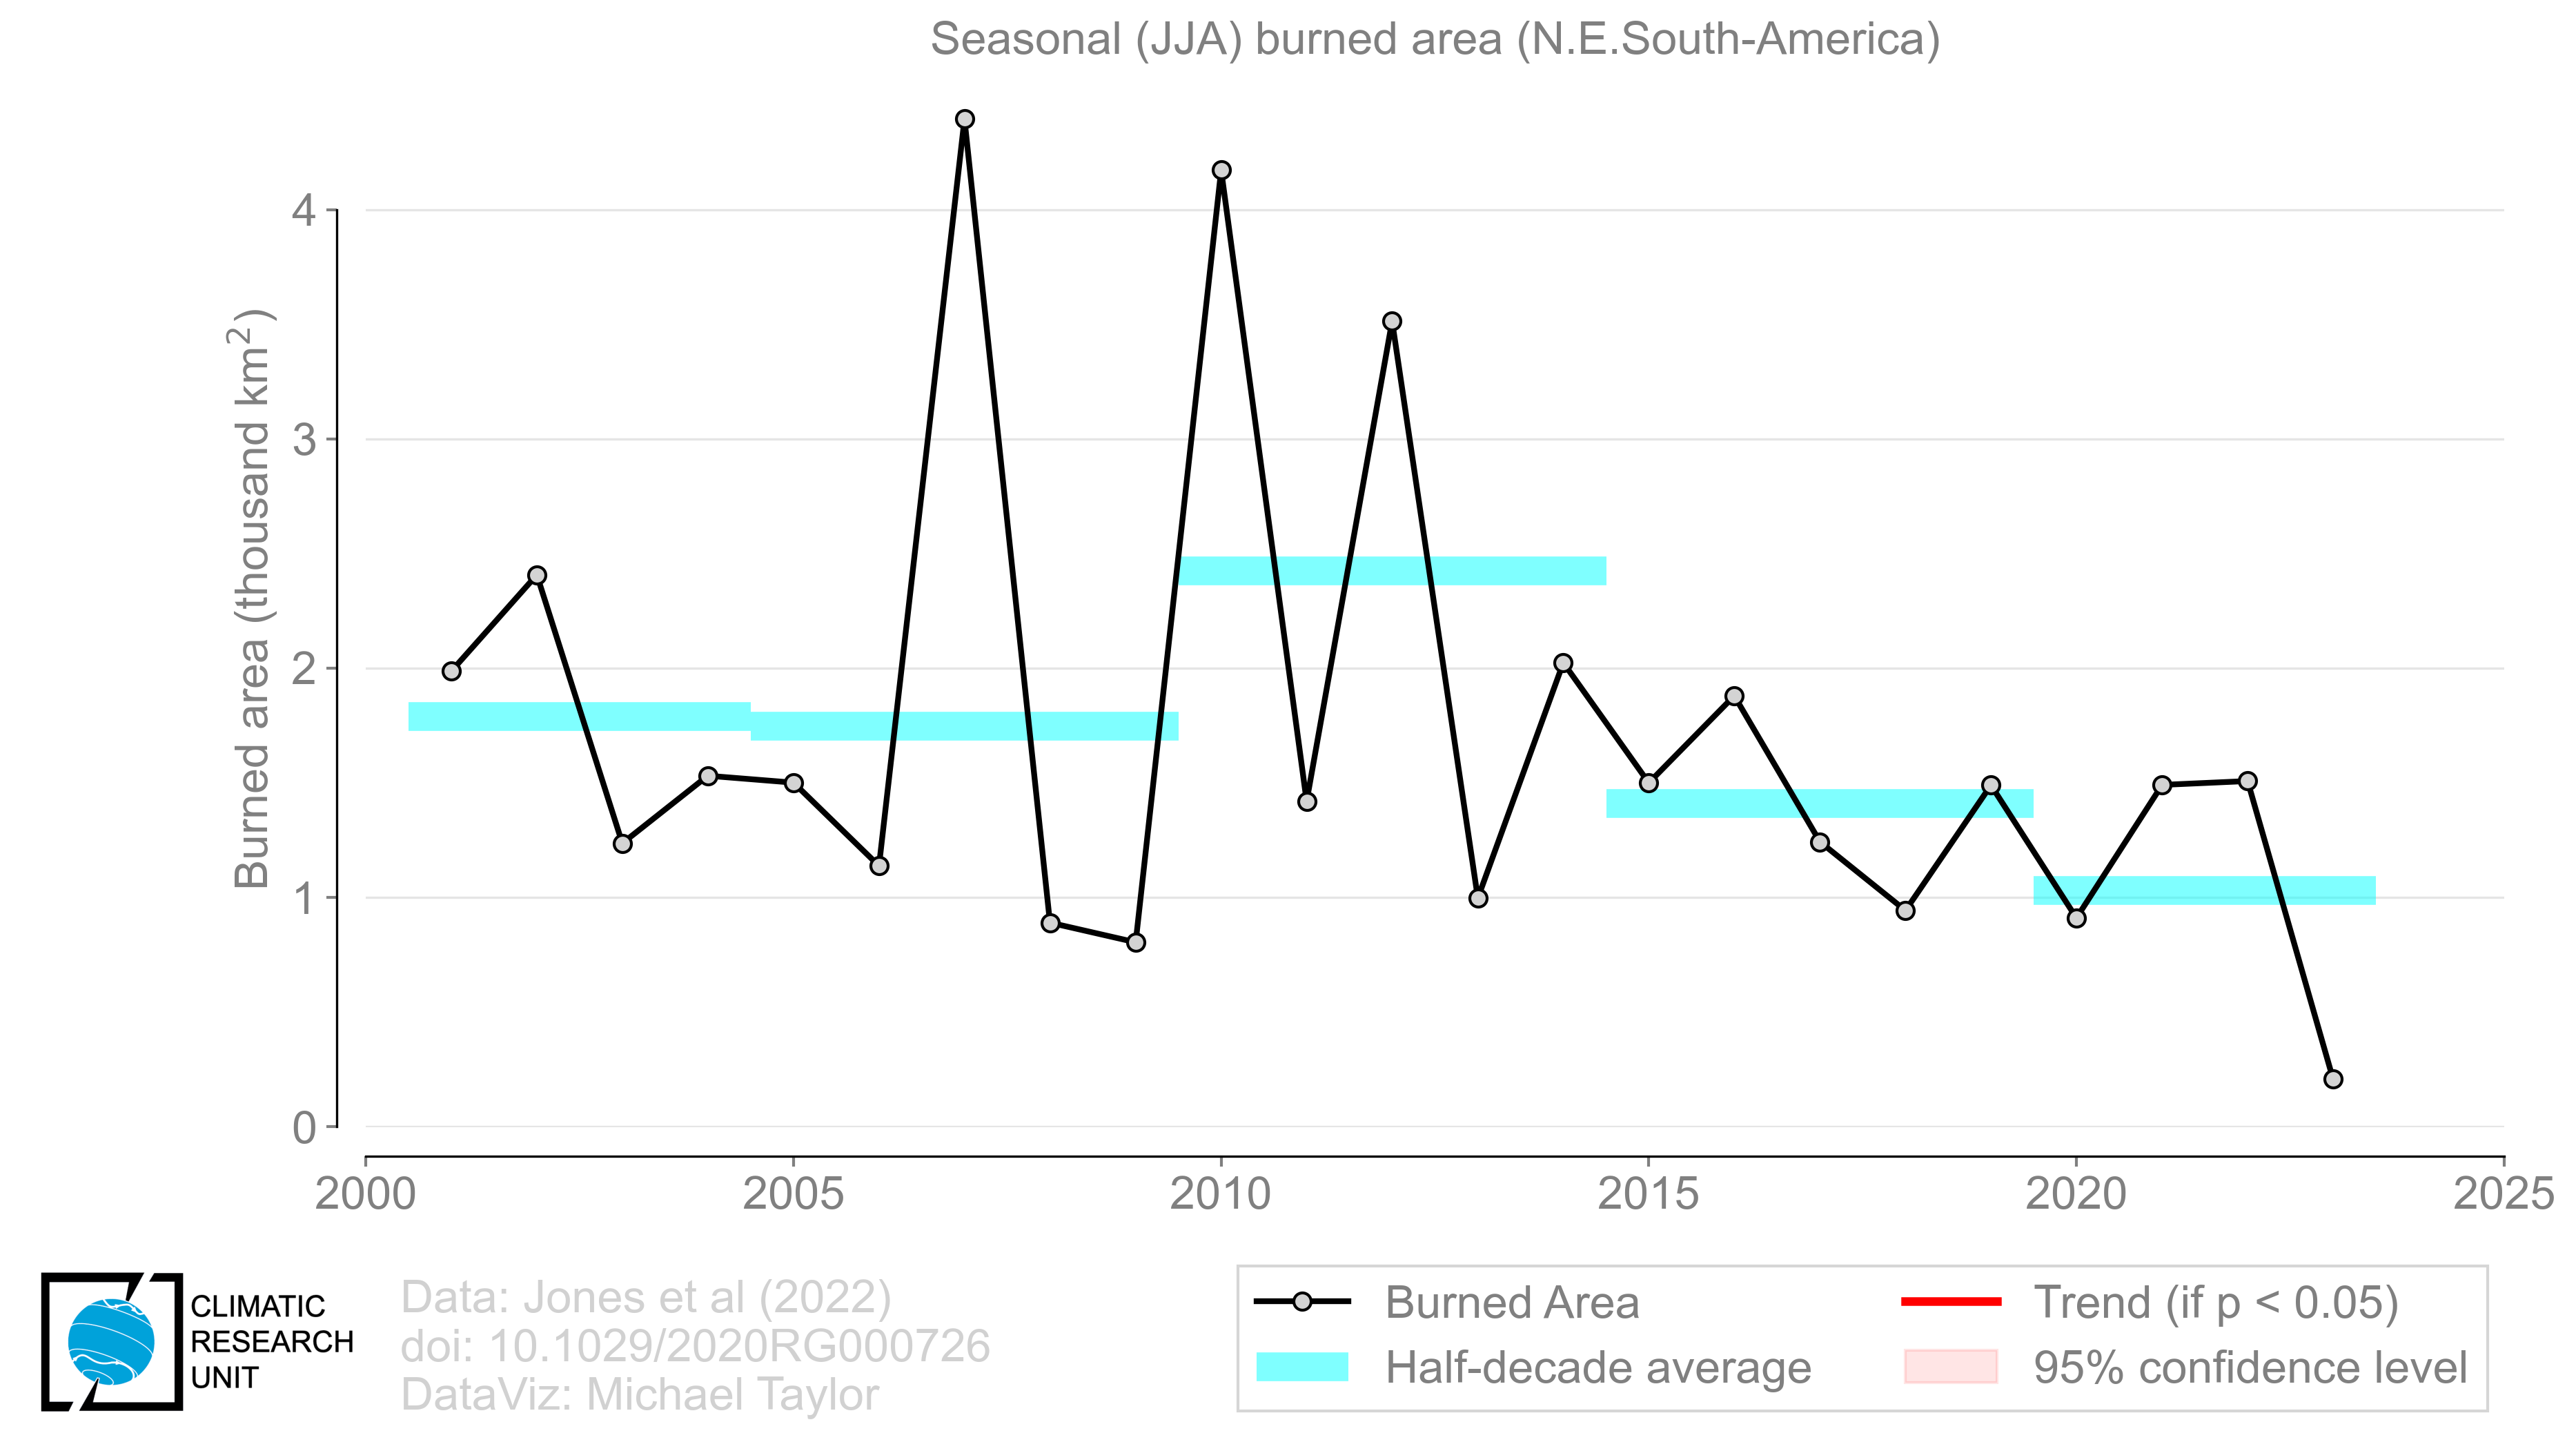 Seasonal (JJA) burned area (N.E.South-America)
Burned area (thousand km²)
4
3
2
1
0
2000 2005 2010 2015 2020 2025
CLIMATIC
RESEARCH
UNIT
Data: Jones et al (2022)
doi: 10.1029/2020RG000726
DataViz: Michael Taylor
Burned Area
Half-decade average
Trend (if p < 0.05)
95% confidence level